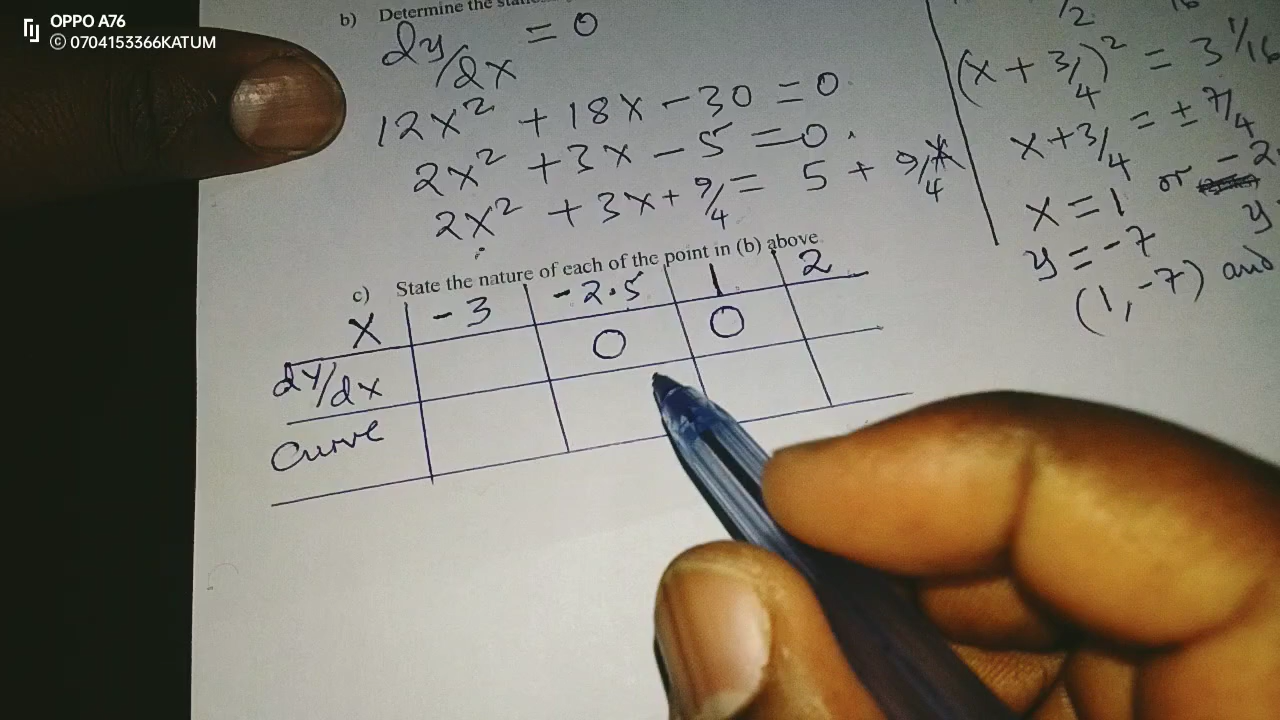 OPPO A76
© 0704153366KATUM
b) Determine the
dy/dx = 0
12x² + 18x - 30 = 0
2x² + 3x - 5 = 0
2x² + 3x + 9/4 = 5 + 9/4
c) State the nature of each of the point in (b) above
x -3 -2.5 1 2
dy/dx 0 0
Curve
(x + 3/4)² = 3 1/16
x + 3/4 = ± 7/4
x = 1 or -2
y = -7 y
(1, -7) and